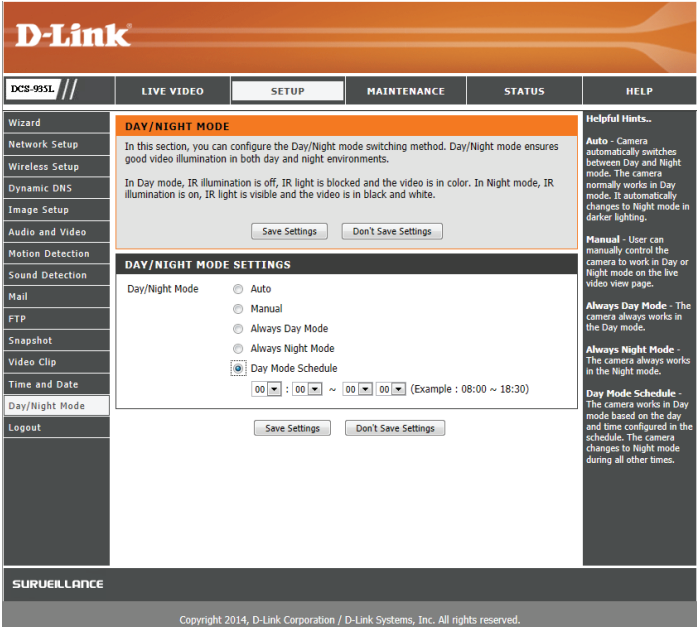 D-Link
DCS-935L
LIVE VIDEO
SETUP
MAINTENANCE
STATUS
HELP
Wizard
Network Setup
Wireless Setup
Dynamic DNS
Image Setup
Audio and Video
Motion Detection
Sound Detection
Mail
FTP
Snapshot
Video Clip
Time and Date
Day/Night Mode
Logout
DAY/NIGHT MODE
In this section, you can configure the Day/Night mode switching method. Day/Night mode ensures
good video illumination in both day and night environments.
In Day mode, IR illumination is off, IR light is blocked and the video is in color. In Night mode, IR
illumination is on, IR light is visible and the video is in black and white.
Save Settings Don't Save Settings
DAY/NIGHT MODE SETTINGS
Day/Night Mode
Auto
Manual
Always Day Mode
Always Night Mode
Day Mode Schedule
00 : 00 ~ 00 00 (Example : 08:00 ~ 18:30)
Save Settings Don't Save Settings
Helpful Hints..
Auto - Camera
automatically switches
between Day and Night
mode. The camera
normally works in Day
mode. It automatically
changes to Night mode in
darker lighting.
Manual - User can
manually control the
camera to work in Day or
Night mode on the live
video view page.
Always Day Mode - The
camera always works in
the Day mode.
Always Night Mode -
The camera always works
in the Night mode.
Day Mode Schedule -
The camera works in Day
mode based on the day
and time configured in the
schedule. The camera
changes to Night mode
during all other times.
SURVEILLANCE
Copyright 2014, D-Link Corporation / D-Link Systems, Inc. All rights reserved.